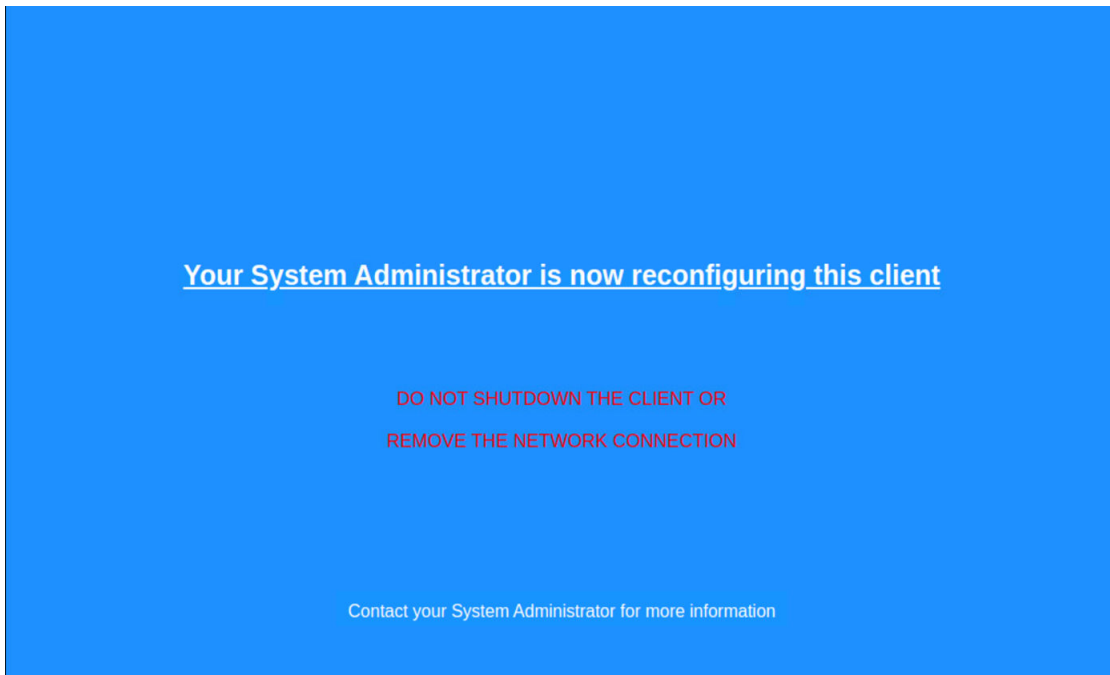 Your System Administrator is now reconfiguring this client
DO NOT SHUTDOWN THE CLIENT OR
REMOVE THE NETWORK CONNECTION
Contact your System Administrator for more information